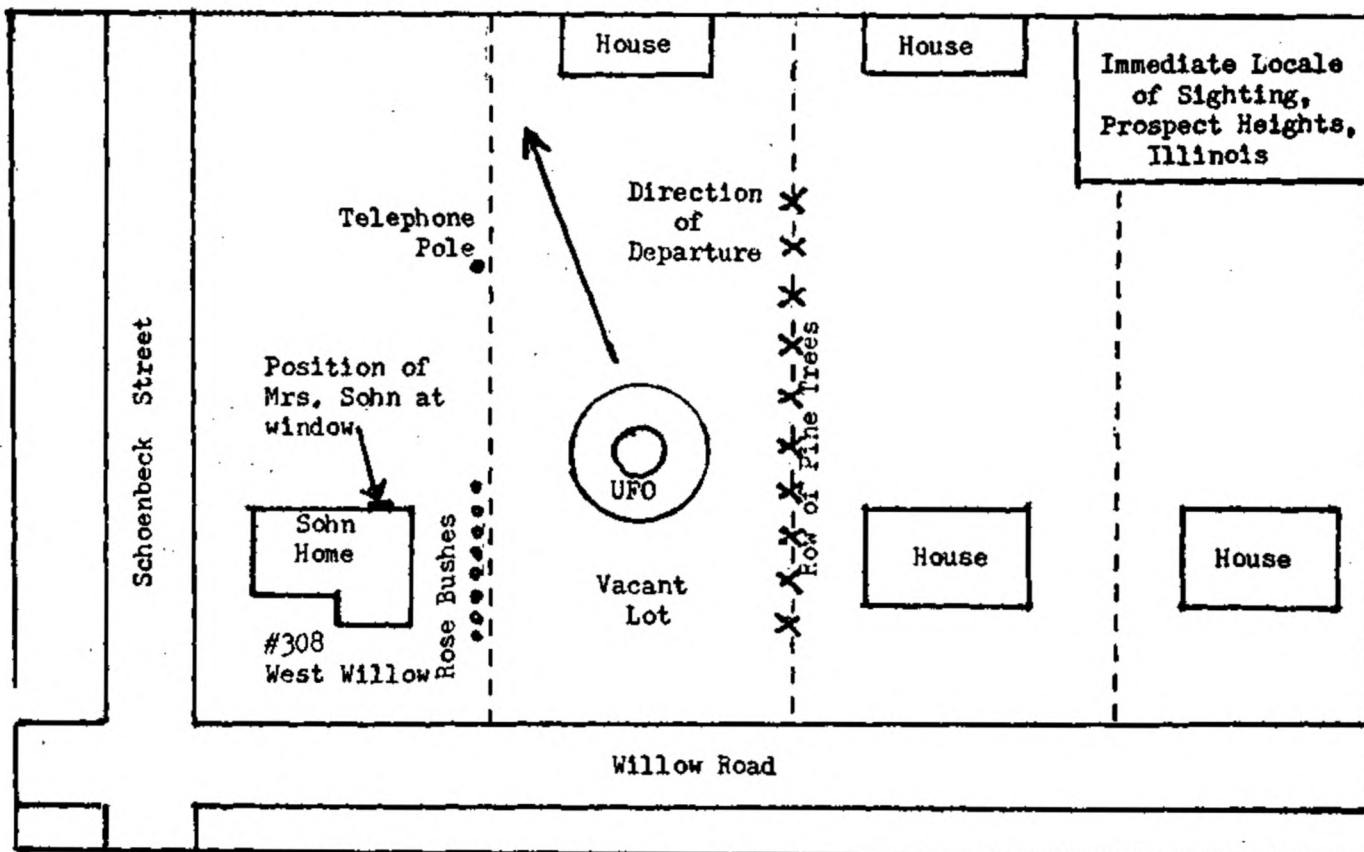 House
House
Immediate Locale
of Sighting,
Prospect Heights,
Illinois
Direction
of
Departure
Telephone
Pole
Schoenbeck Street
Position of
Mrs. Sohn at
window
Row of Pine Trees
UFO
Sohn
Home
Rose Bushes
House
House
Vacant
Lot
#308
West Willow
Willow Road